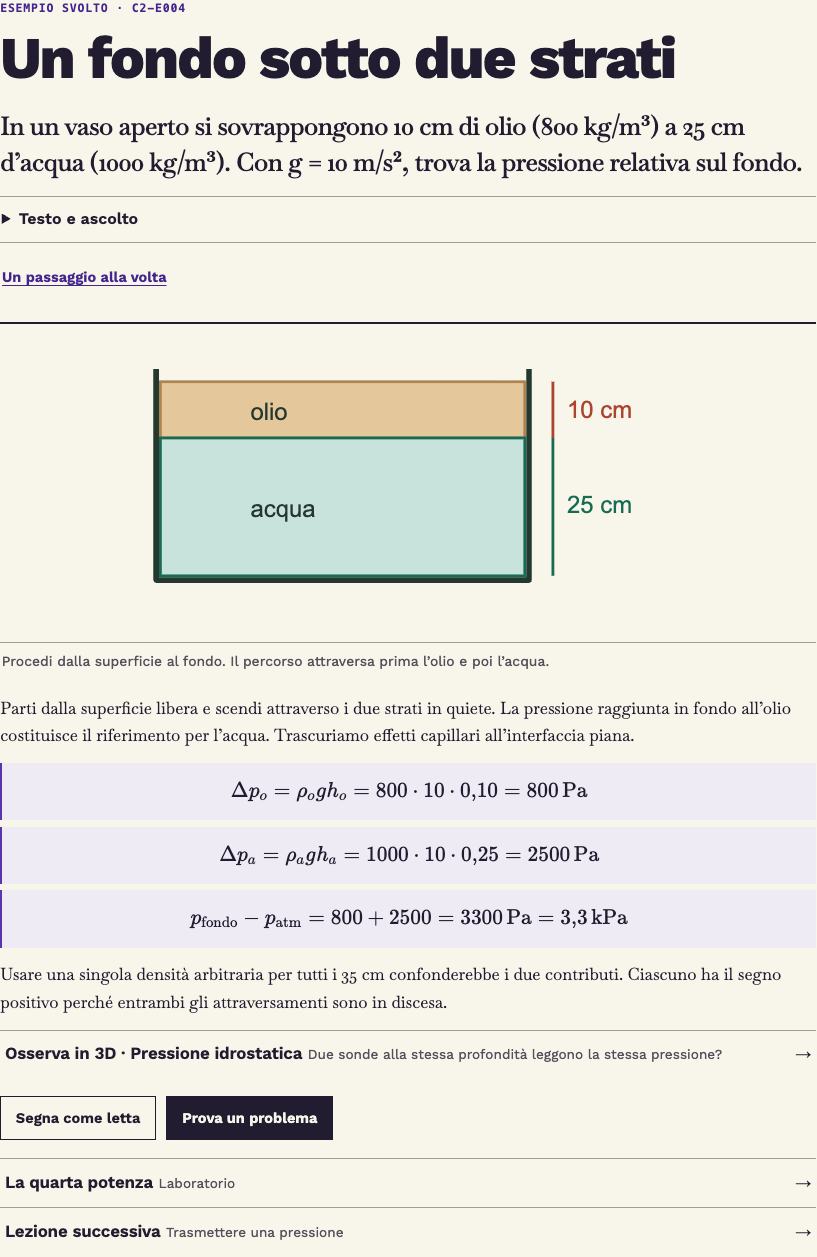 ESEMPIO SVOLTO · C2–E004
Un fondo sotto due strati
In un vaso aperto si sovrappongono 10 cm di olio (800 kg/m³) a 25 cm
d’acqua (1000 kg/m³). Con g = 10 m/s², trova la pressione relativa sul fondo.
▶ Testo e ascolto
Un passaggio alla volta
olio
10 cm
acqua
25 cm
Procedi dalla superficie al fondo. Il percorso attraversa prima l’olio e poi l’acqua.
Parti dalla superficie libera e scendi attraverso i due strati in quiete. La pressione raggiunta in fondo all’olio
costituisce il riferimento per l’acqua. Trascuriamo effetti capillari all’interfaccia piana.
Δp_o = ρ_o g h_o = 800 · 10 · 0,10 = 800 Pa
Δp_a = ρ_a g h_a = 1000 · 10 · 0,25 = 2500 Pa
p_fondo − p_atm = 800 + 2500 = 3300 Pa = 3,3 kPa
Usare una singola densità arbitraria per tutti i 35 cm confonderebbe i due contributi. Ciascuno ha il segno
positivo perché entrambi gli attraversamenti sono in discesa.
Osserva in 3D · Pressione idrostatica Due sonde alla stessa profondità leggono la stessa pressione? →
Segna come letta Prova un problema
La quarta potenza Laboratorio →
Lezione successiva Trasmettere una pressione →